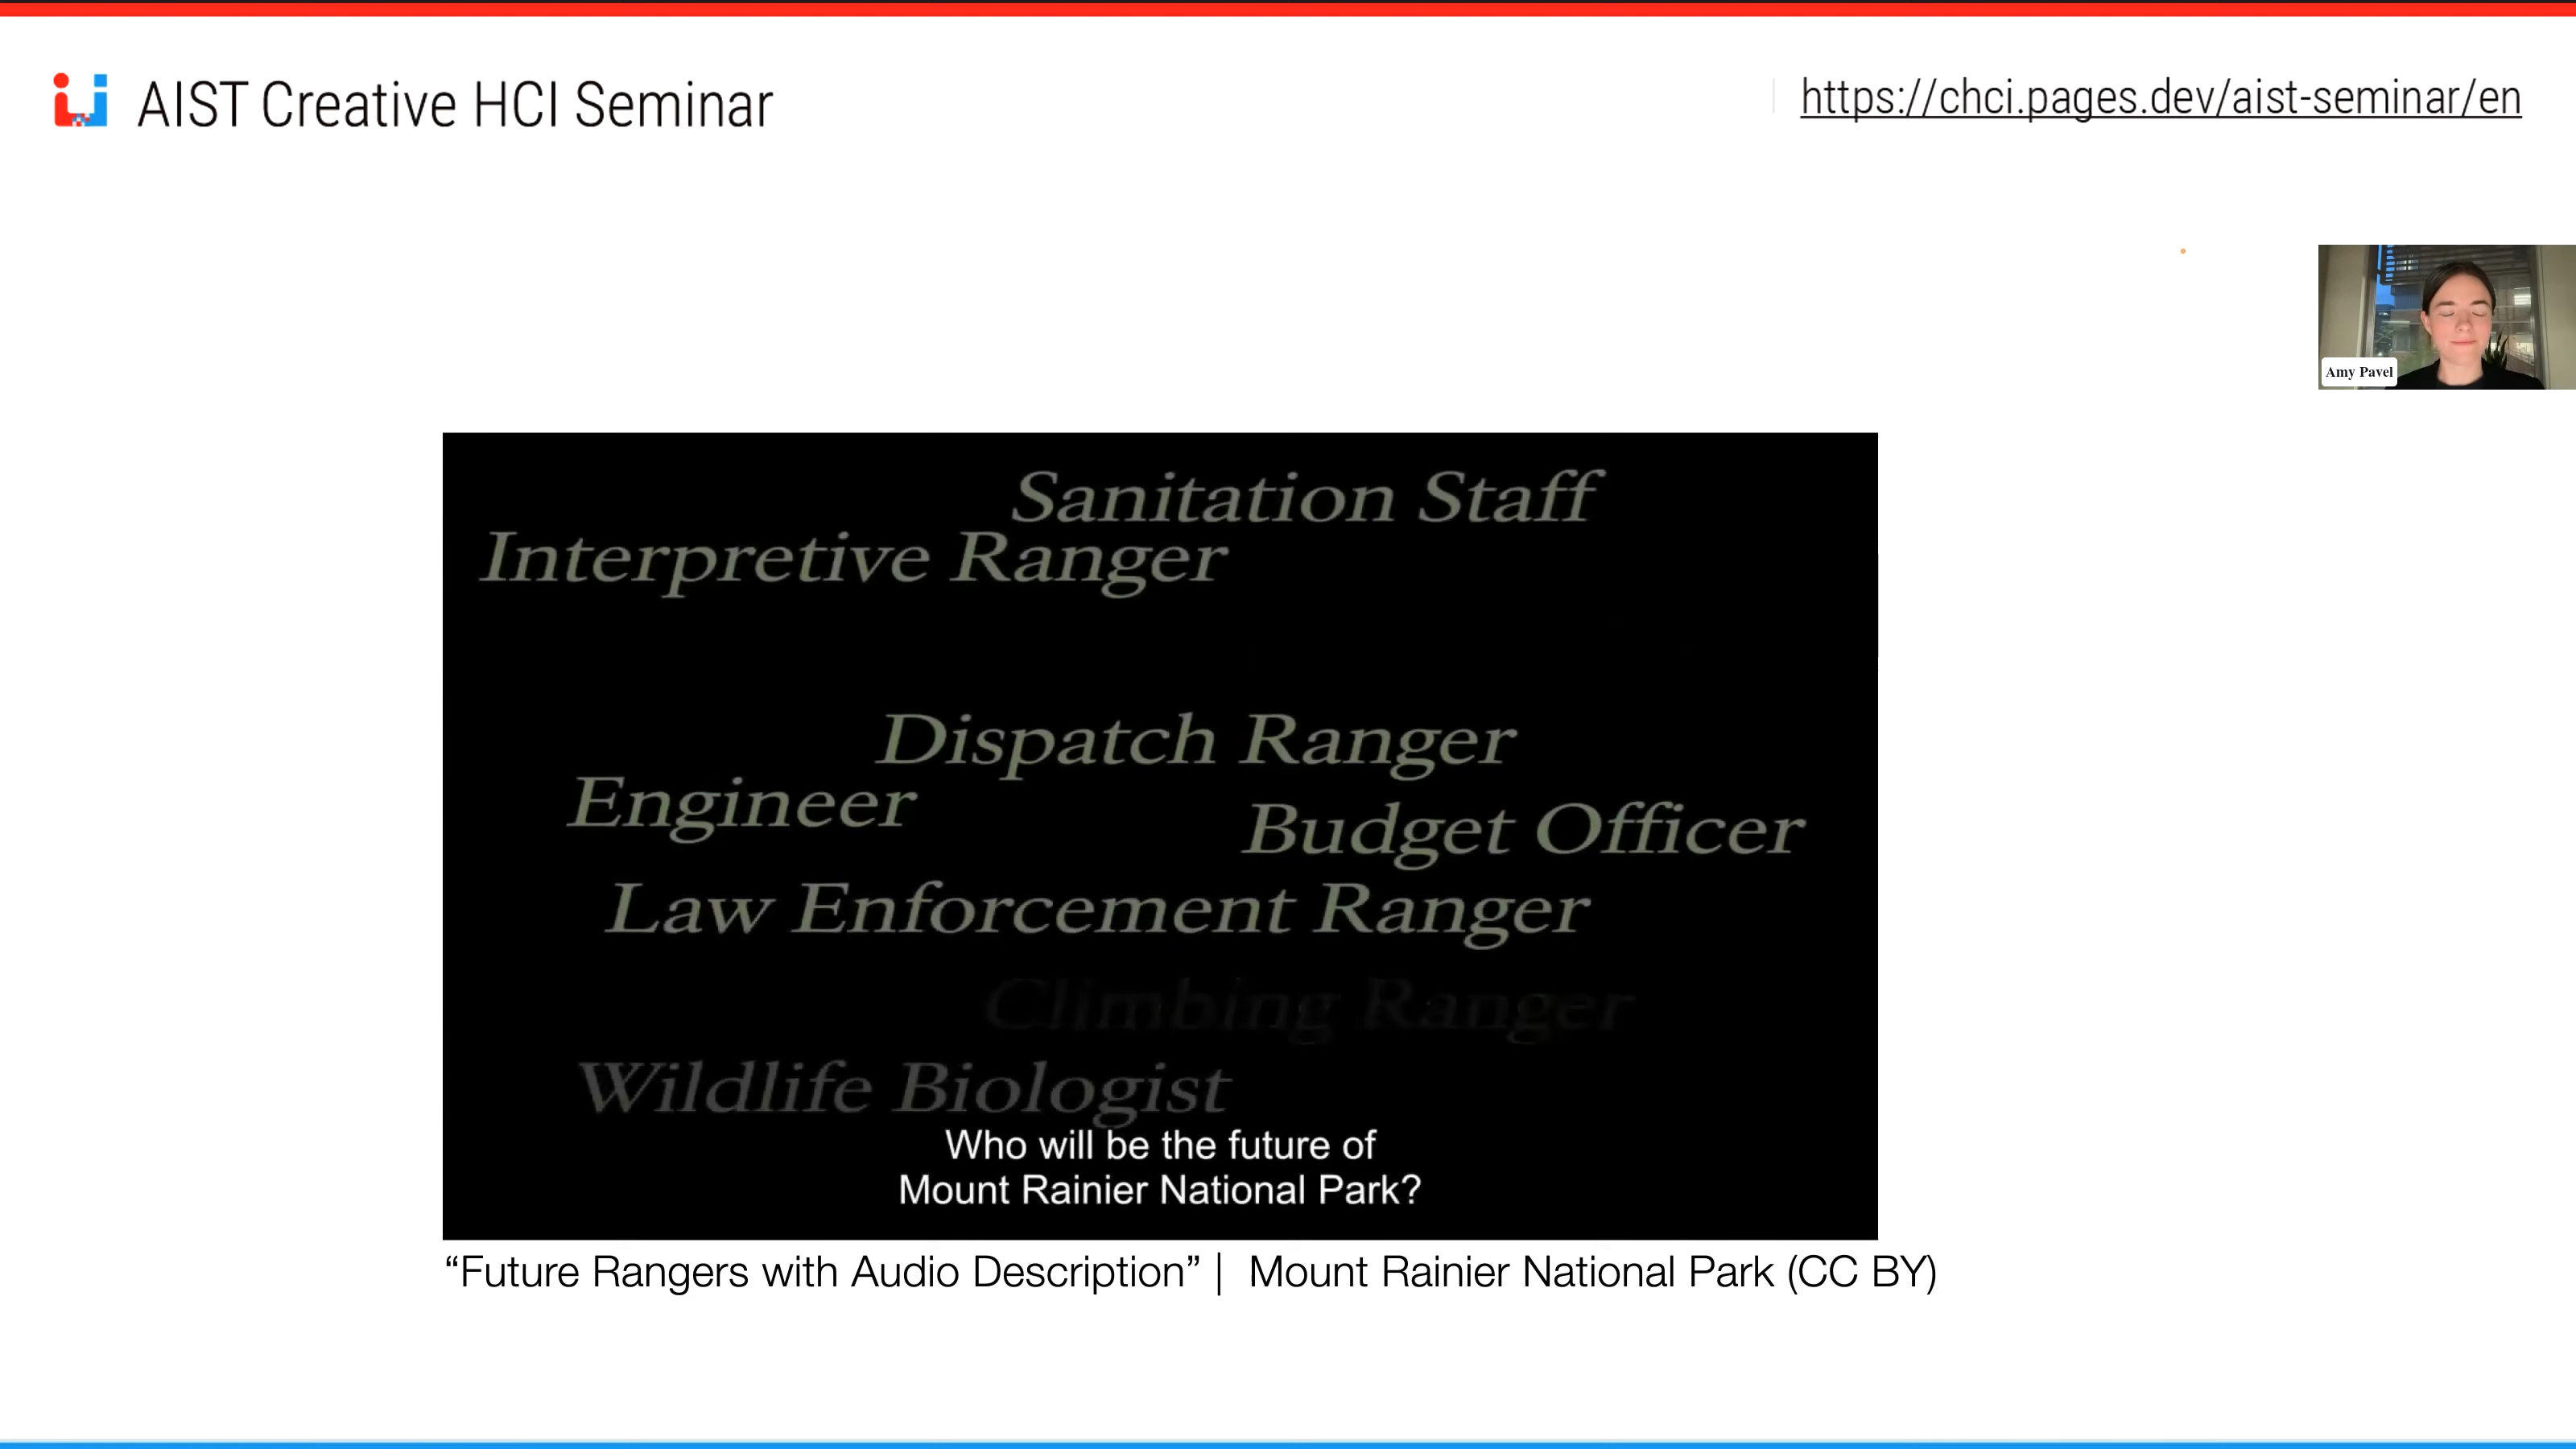 AIST Creative HCI Seminar
https://chci.pages.dev/aist-seminar/en
Amy Pavel
Sanitation Staff
Interpretive Ranger
Dispatch Ranger
Engineer
Budget Officer
Law Enforcement Ranger
Climbing Ranger
Wildlife Biologist
Who will be the future of
Mount Rainier National Park?
“Future Rangers with Audio Description” | Mount Rainier National Park (CC BY)